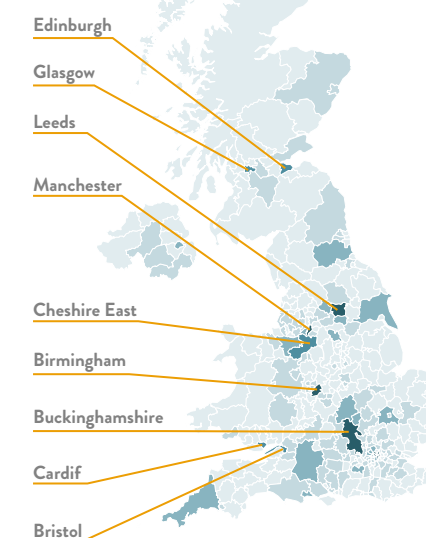 Edinburgh
Glasgow
Leeds
Manchester
Cheshire East
Birmingham
Buckinghamshire
Cardif
Bristol